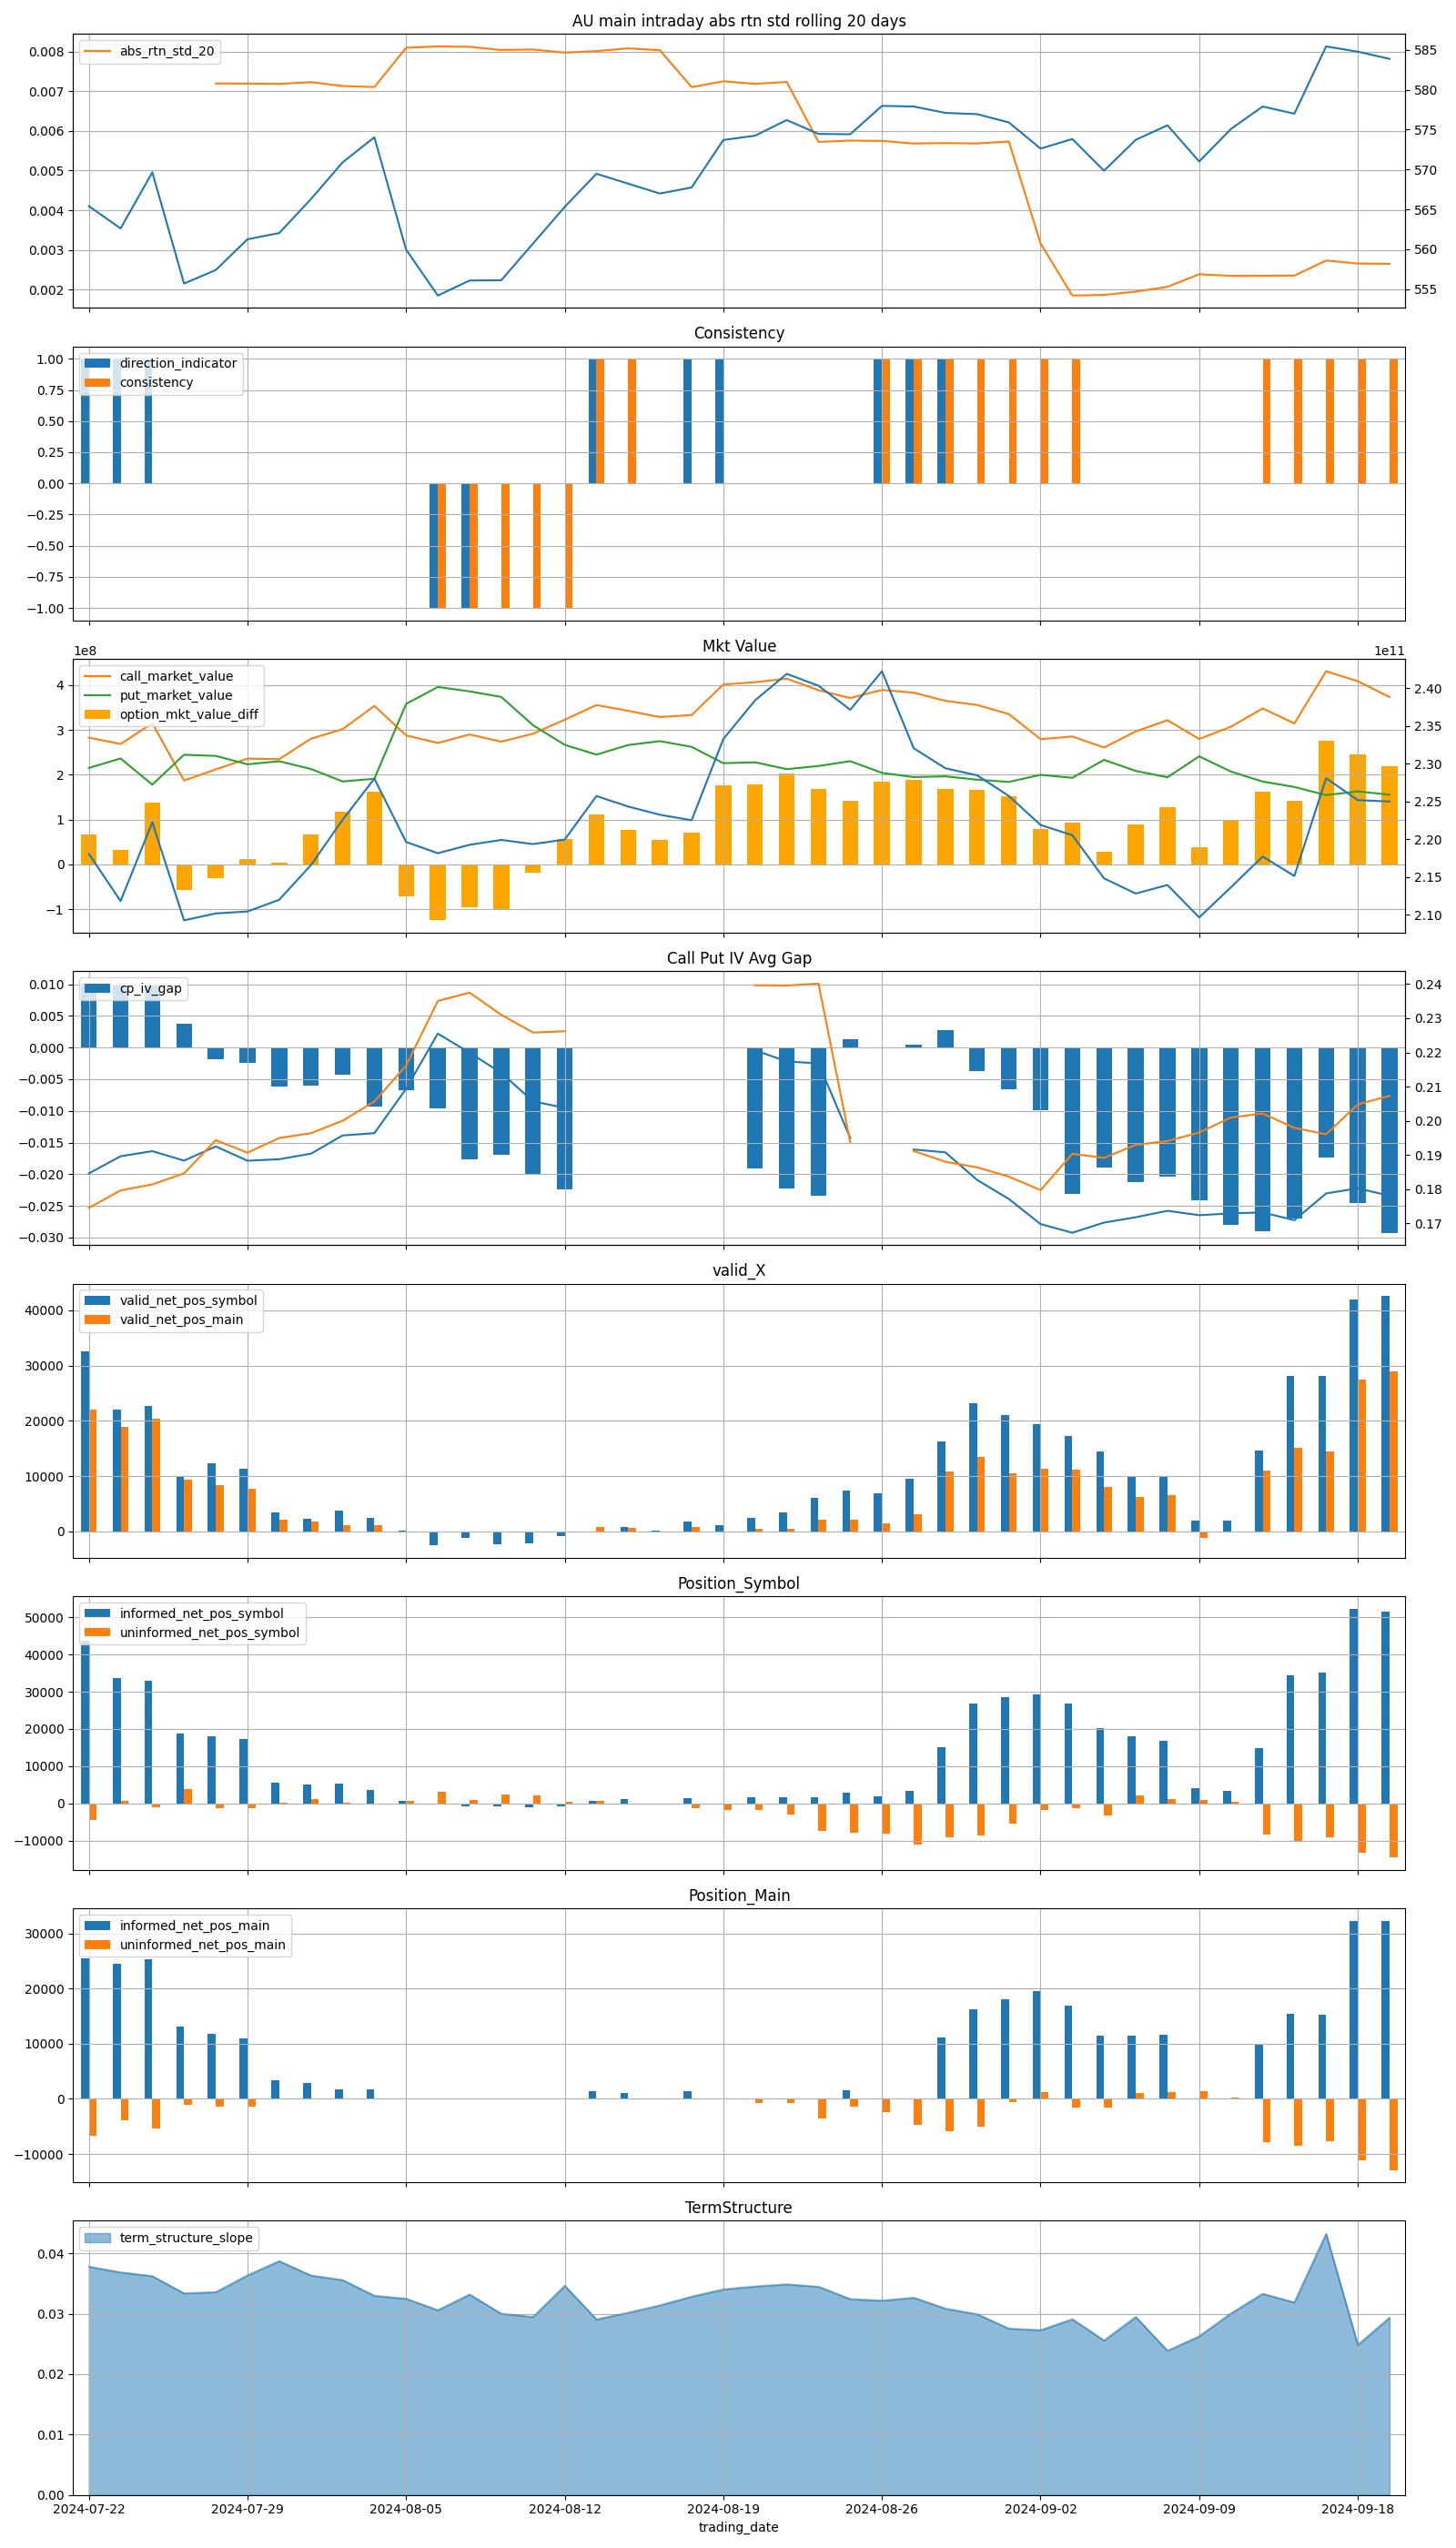 AU main intraday abs rtn std rolling 20 days
abs_rtn_std_20
0.008
0.007
0.006
0.005
0.004
0.003
0.002
585
580
575
570
565
560
555
Consistency
direction_indicator
consistency
1.00
0.75
0.50
0.25
0.00
−0.25
−0.50
−0.75
−1.00
Mkt Value
1e8
1e11
call_market_value
put_market_value
option_mkt_value_diff
4
3
2
1
0
−1
2.40
2.35
2.30
2.25
2.20
2.15
2.10
Call Put IV Avg Gap
cp_iv_gap
0.010
0.005
0.000
−0.005
−0.010
−0.015
−0.020
−0.025
−0.030
0.24
0.23
0.22
0.21
0.20
0.19
0.18
0.17
valid_X
valid_net_pos_symbol
valid_net_pos_main
40000
30000
20000
10000
0
Position_Symbol
informed_net_pos_symbol
uninformed_net_pos_symbol
50000
40000
30000
20000
10000
0
−10000
Position_Main
informed_net_pos_main
uninformed_net_pos_main
30000
20000
10000
0
−10000
TermStructure
term_structure_slope
0.04
0.03
0.02
0.01
0.00
2024-07-22 2024-07-29 2024-08-05 2024-08-12 2024-08-19 2024-08-26 2024-09-02 2024-09-09 2024-09-18
trading_date